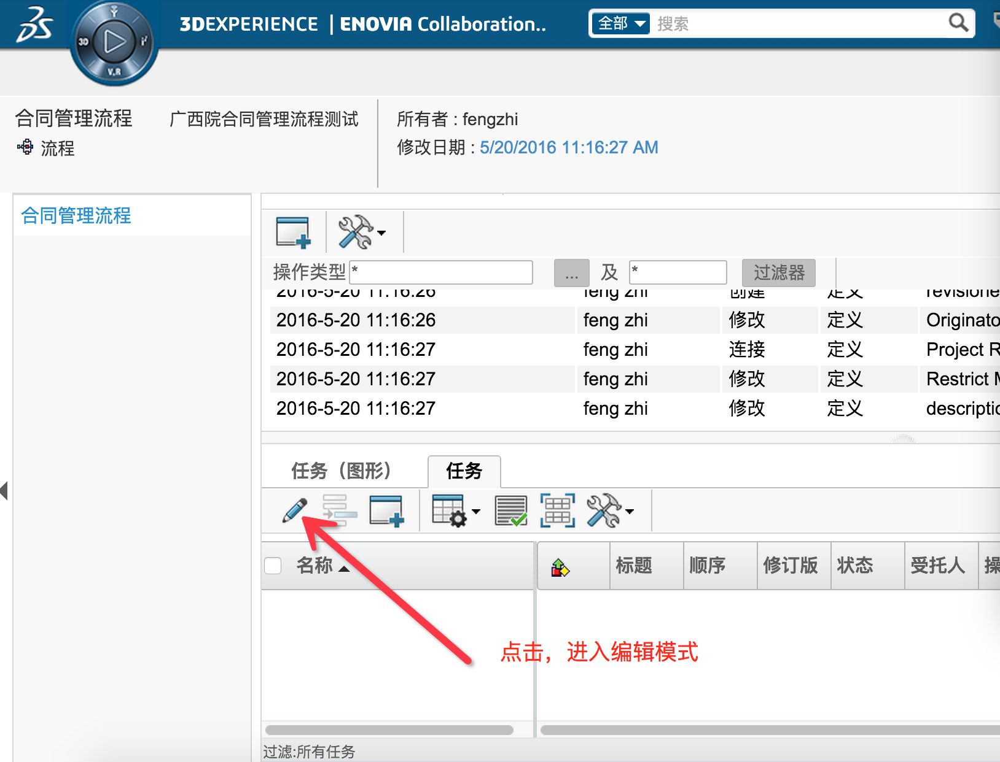 3DEXPERIENCE | ENOVIA Collaboration..
全部 搜索
3D
V.R
合同管理流程 广西院合同管理流程测试 所有者 : fengzhi
流程 修改日期 : 5/20/2016 11:16:27 AM
合同管理流程
操作类型 * ... 及 * 过滤器
2016-5-20 11:16:26 feng zhi 创建 定义 revisione
2016-5-20 11:16:26 feng zhi 修改 定义 Originato
2016-5-20 11:16:27 feng zhi 连接 定义 Project R
2016-5-20 11:16:27 feng zhi 修改 定义 Restrict M
2016-5-20 11:16:27 feng zhi 修改 定义 descriptio
任务（图形） 任务
名称 标题 顺序 修订版 状态 受托人 操
点击，进入编辑模式
过滤:所有任务